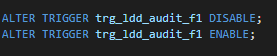 ALTER TRIGGER trg_ldd_audit_f1 DISABLE;
ALTER TRIGGER trg_ldd_audit_f1 ENABLE;